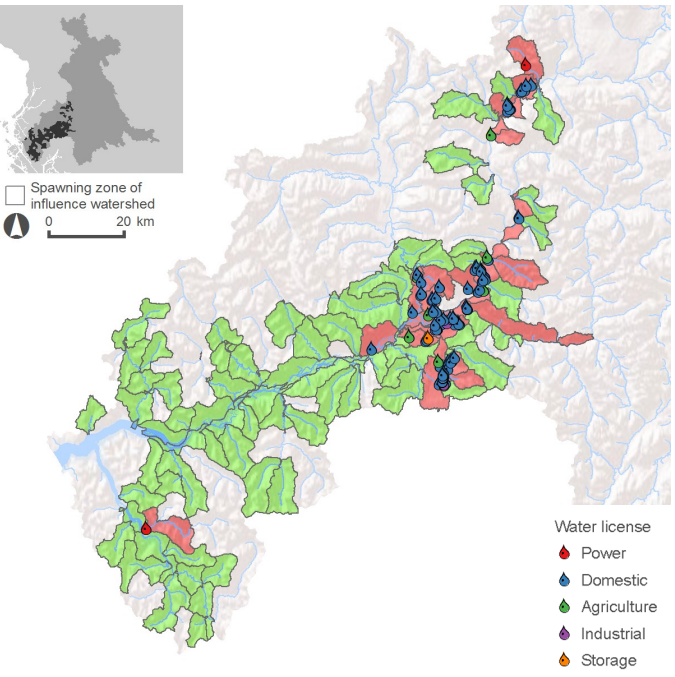 Spawning zone of
influence watershed
0 20 km
Water license
Power
Domestic
Agriculture
Industrial
Storage